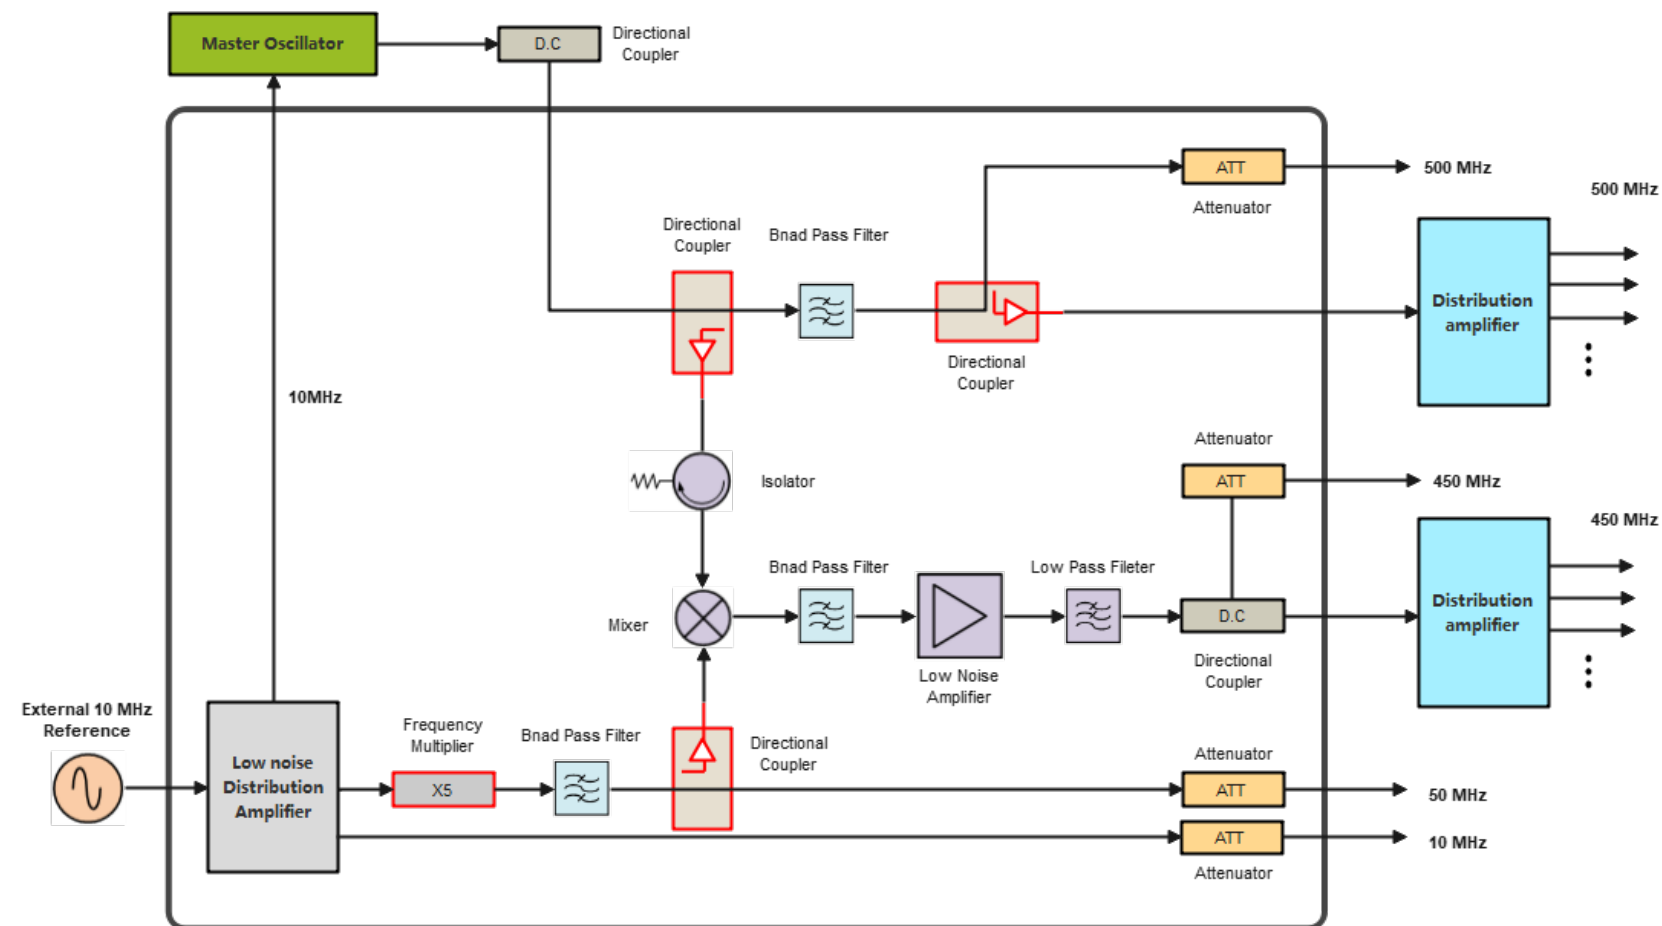 Master Oscillator
D.C
Directional
Coupler
ATT
Attenuator
500 MHz
500 MHz
Directional
Coupler
Bnad Pass Filter
Distribution
amplifier
Directional
Coupler
10MHz
Attenuator
ATT
450 MHz
Isolator
450 MHz
Bnad Pass Filter
Low Pass Fileter
Mixer
D.C
Distribution
amplifier
Low Noise
Amplifier
Directional
Coupler
External 10 MHz
Reference
Low noise
Distribution
Amplifier
Frequency
Multiplier
X5
Bnad Pass Filter
Directional
Coupler
Attenuator
ATT
50 MHz
ATT
10 MHz
Attenuator